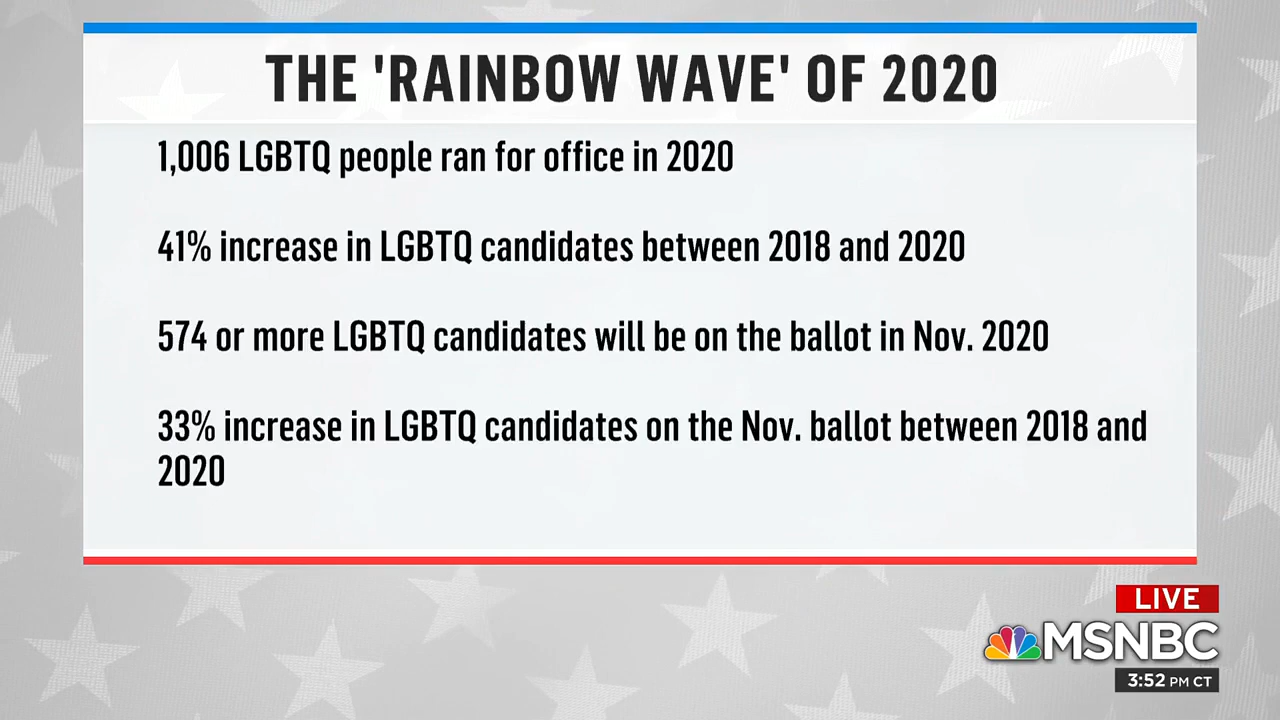 THE 'RAINBOW WAVE' OF 2020
1,006 LGBTQ people ran for office in 2020
41% increase in LGBTQ candidates between 2018 and 2020
574 or more LGBTQ candidates will be on the ballot in Nov. 2020
33% increase in LGBTQ candidates on the Nov. ballot between 2018 and
2020
LIVE
MSNBC
3:52 PM CT